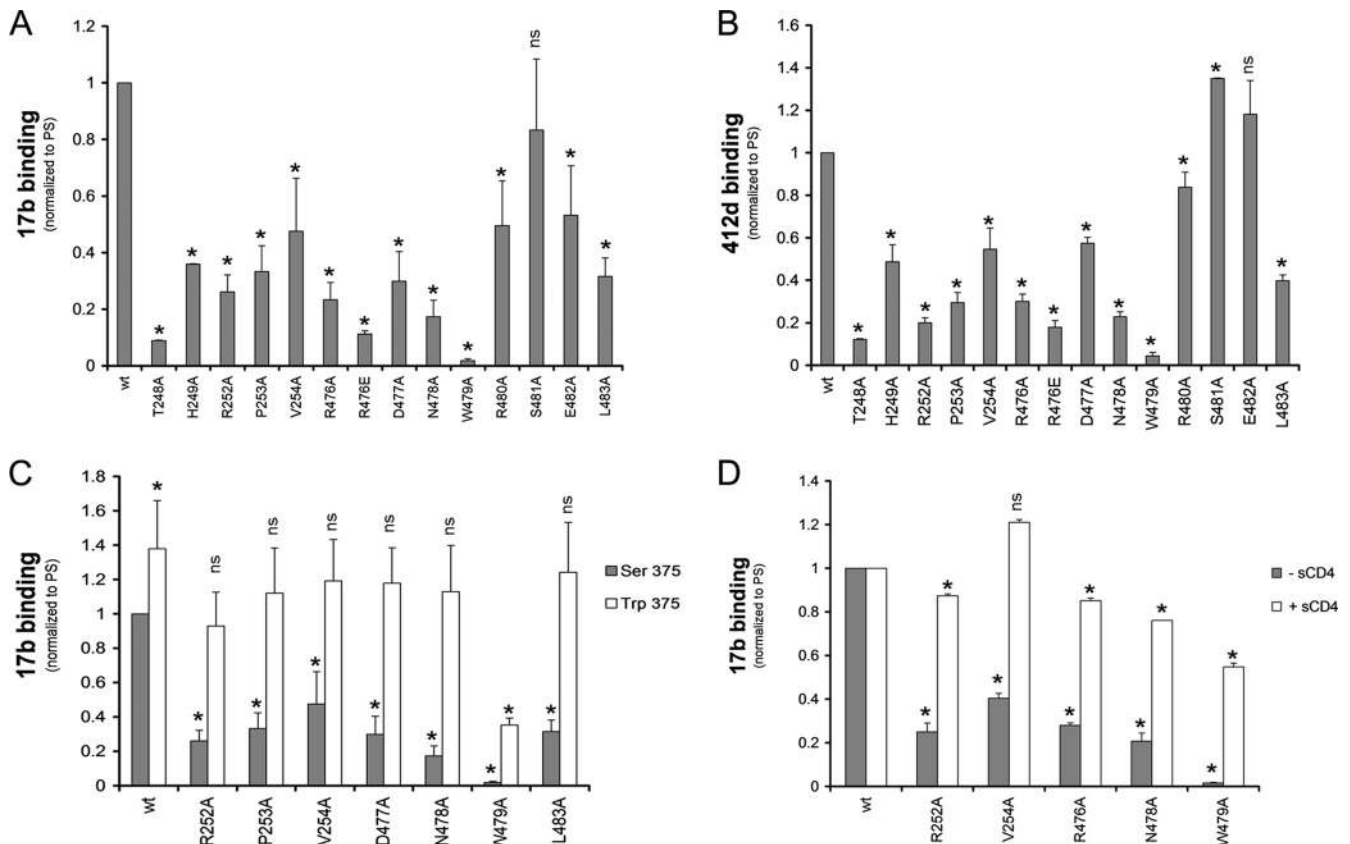 A
17b binding
(normalized to PS)
1.2
1
0.8
0.6
0.4
0.2
0
* * * * * * * * * * * ns * *
wt T248A H249A R252A P253A V254A R476A R476E D477A N478A W479A R480A S481A E482A L483A
B
412d binding
(normalized to PS)
1.6
1.4
1.2
1
0.8
0.6
0.4
0.2
0
* * * * * * * * * * * * ns *
wt T248A H249A R252A P253A V254A R476A R476E D477A N478A W479A R480A S481A E482A L483A
C
17b binding
(normalized to PS)
1.8
1.6
1.4
1.2
1
0.8
0.6
0.4
0.2
0
* * ns * ns * ns * ns * ns * * * ns
wt R252A P253A V254A D477A N478A W479A L483A
Ser 375
Trp 375
D
17b binding
(normalized to PS)
1.4
1.2
1
0.8
0.6
0.4
0.2
0
* * * ns * * * * * *
wt R252A V254A R476A N478A W479A
- sCD4
+ sCD4